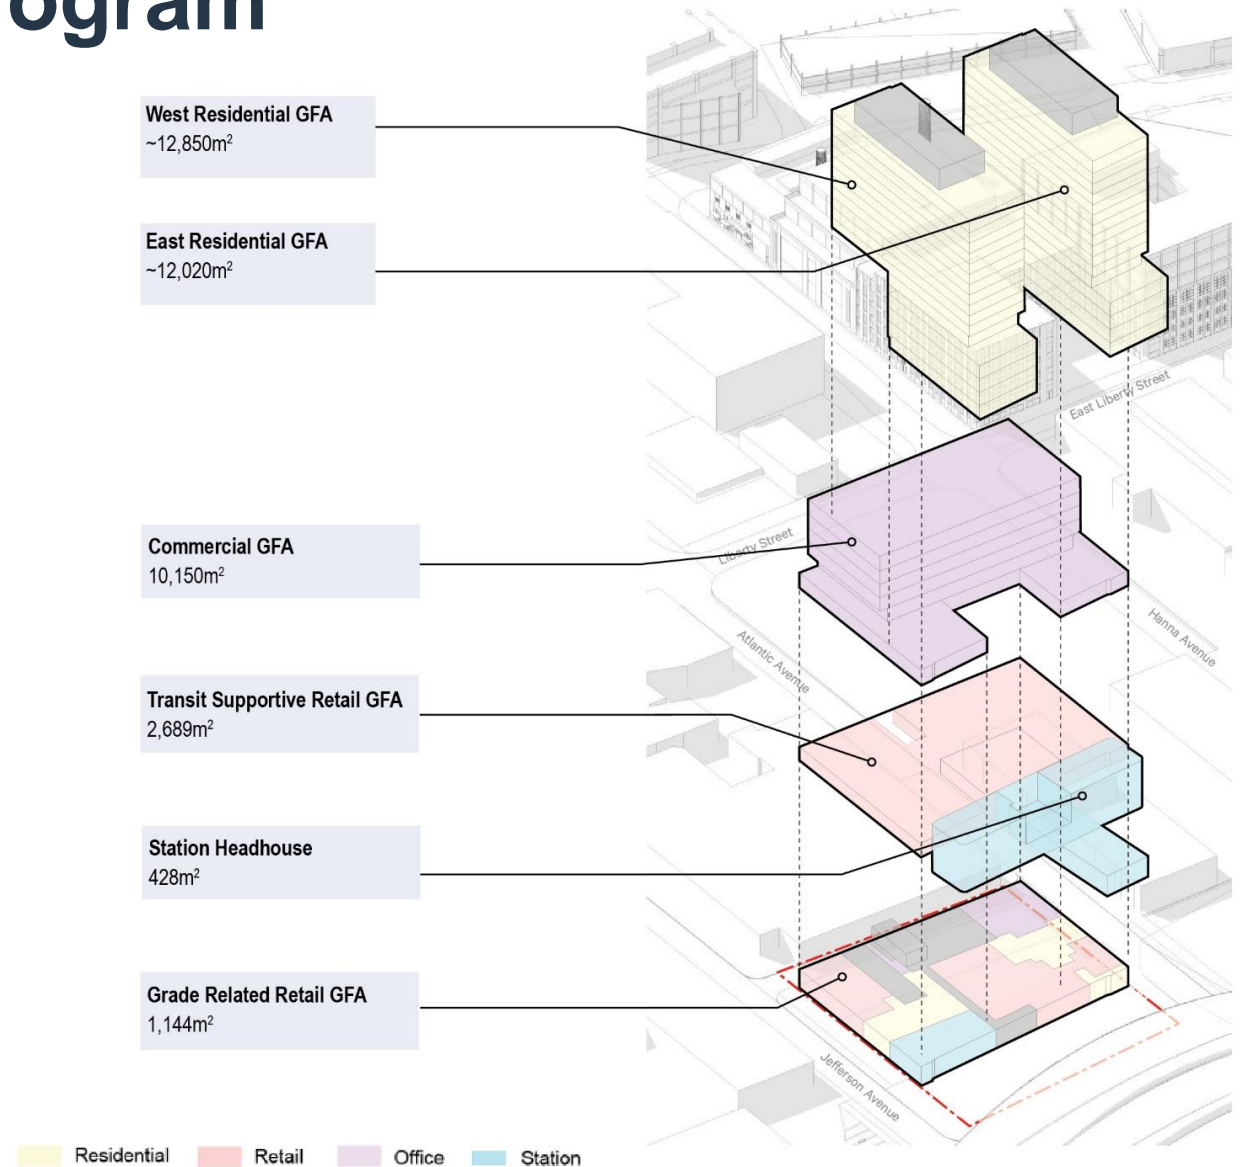 ogram
West Residential GFA
~12,850m²
East Residential GFA
~12,020m²
East Liberty Street
Commercial GFA
10,150m²
Liberty Street
Hanna Avenue
Atlantic Avenue
Transit Supportive Retail GFA
2,689m²
Station Headhouse
428m²
Grade Related Retail GFA
1,144m²
Jefferson Avenue
Residential
Retail
Office
Station